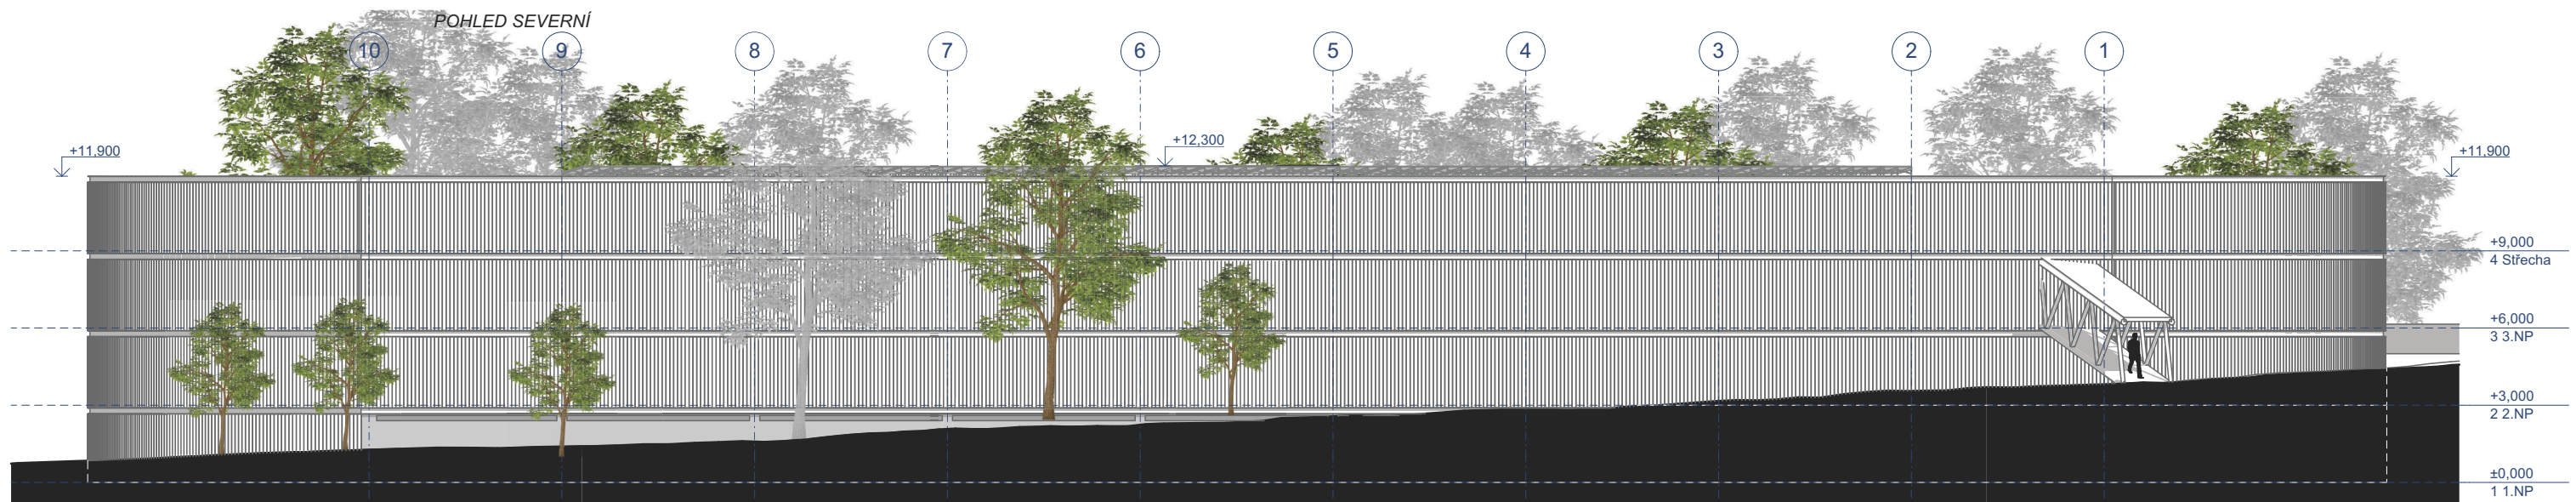 POHLED SEVERNÍ
10 9 8 7 6 5 4 3 2 1
+11,900
+12,300
+11,900
+9,000
4 Střecha
+6,000
3 3.NP
+3,000
2 2.NP
±0,000
1 1.NP